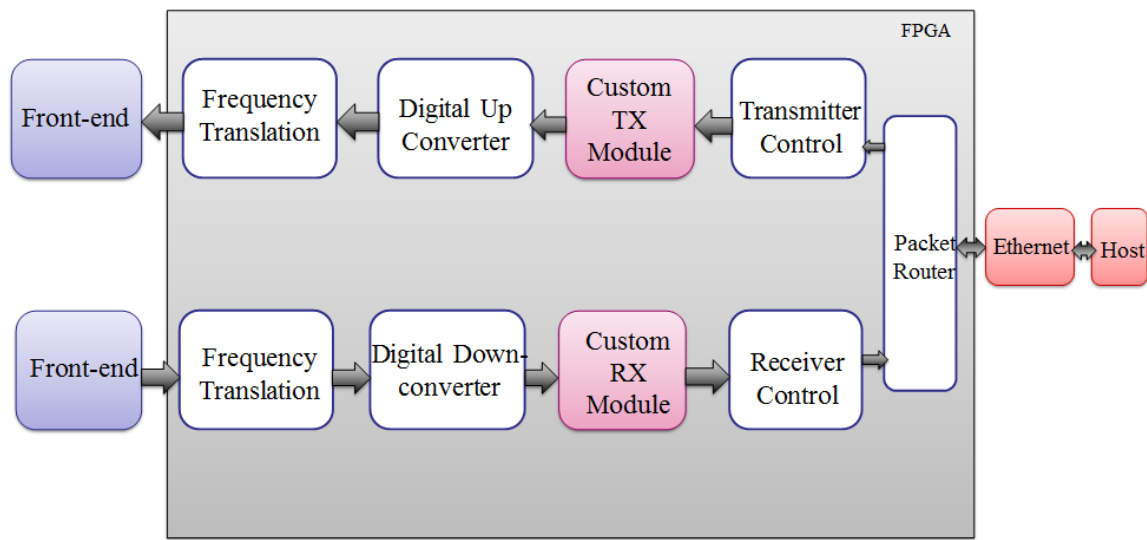 FPGA
Front-end
Frequency
Translation
Digital Up
Converter
Custom
TX
Module
Transmitter
Control
Packet
Router
Ethernet
Host
Front-end
Frequency
Translation
Digital Down-
converter
Custom
RX
Module
Receiver
Control